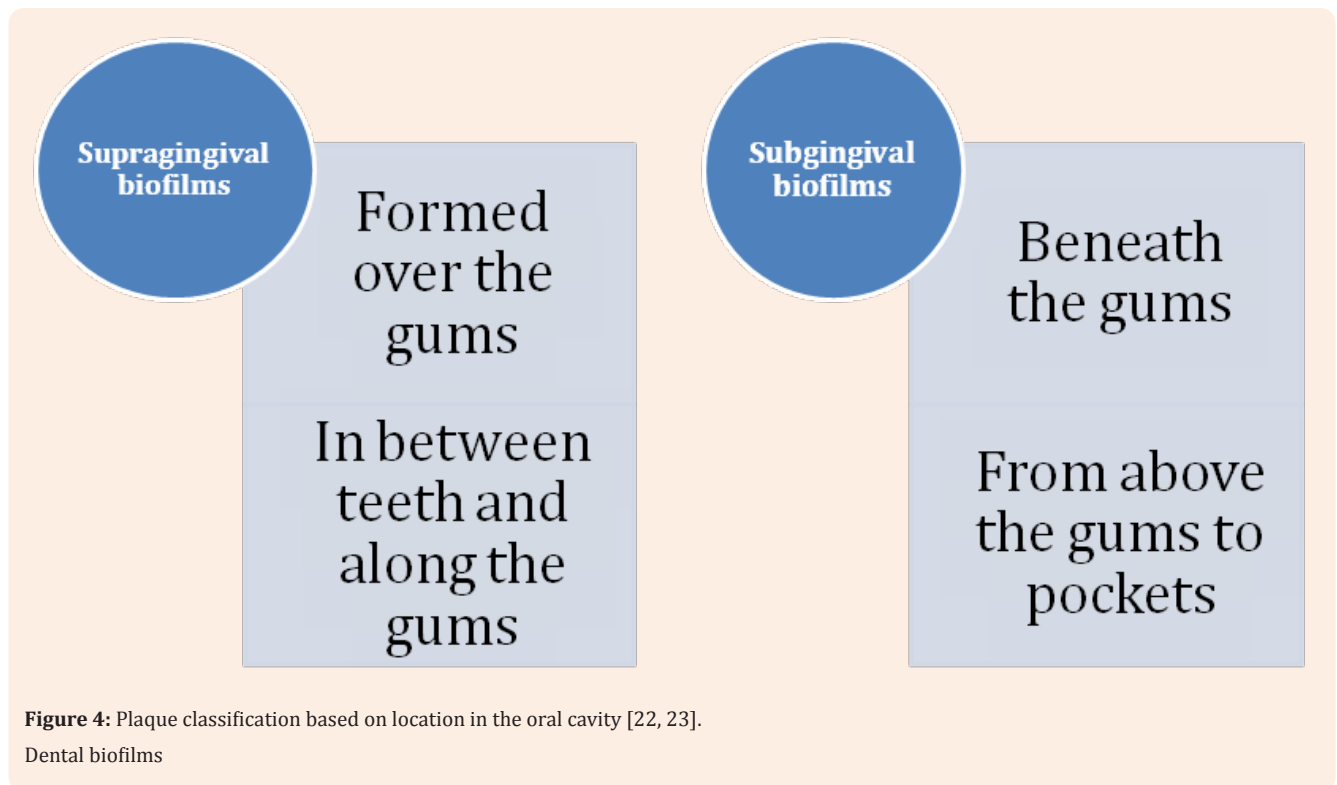 Supragingival
biofilms
Formed
over the
gums
In between
teeth and
along the
gums
Subgingival
biofilms
Beneath
the gums
From above
the gums to
pockets
Figure 4: Plaque classification based on location in the oral cavity [22, 23].
Dental biofilms